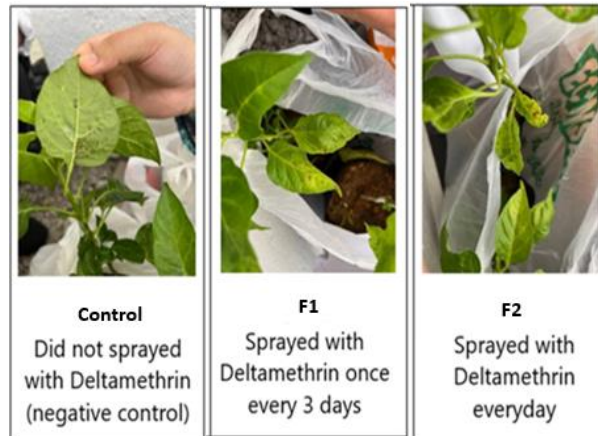 Control
Did not sprayed
with Deltamethrin
(negative control)
F1
Sprayed with
Deltamethrin once
every 3 days
F2
Sprayed with
Deltamethrin
everyday